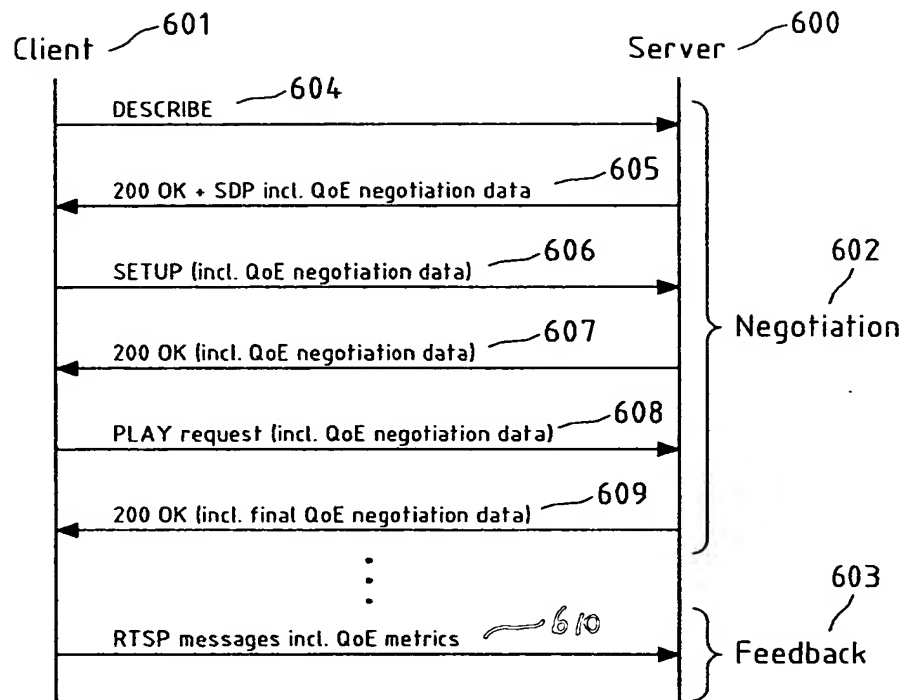 601
Client
600
Server
604
DESCRIBE
605
200 OK + SDP incl. QoE negotiation data
606
SETUP (incl. QoE negotiation data)
602
Negotiation
607
200 OK (incl. QoE negotiation data)
608
PLAY request (incl. QoE negotiation data)
609
200 OK (incl. final QoE negotiation data)
603
Feedback
RTSP messages incl. QoE metrics
610